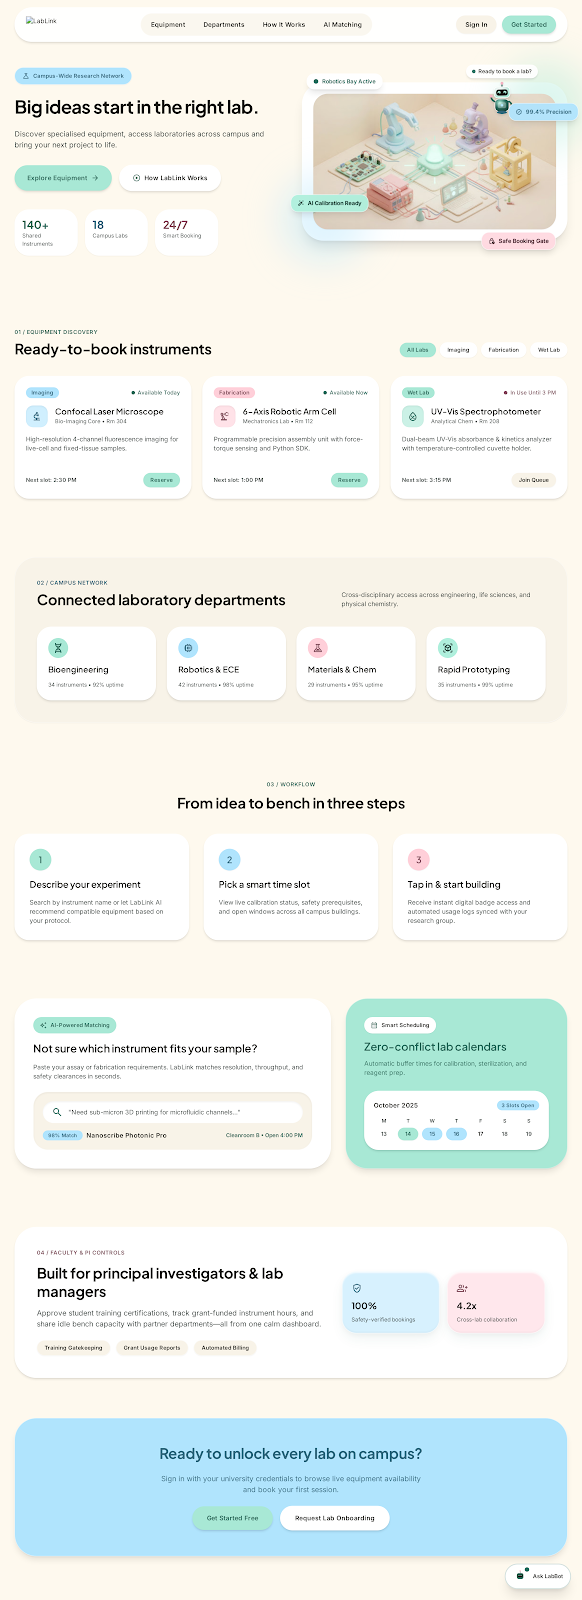 LabLink
Equipment
Departments
How It Works
AI Matching
Sign In
Get Started
Campus-Wide Research Network
Big ideas start in the right lab.
Discover specialised equipment, access laboratories across campus and
bring your next project to life.
Explore Equipment →
How LabLink Works
140+
Shared
Instruments
18
Campus Labs
24/7
Smart Booking
Robotics Bay Active
Ready to book a lab?
99.4% Precision
AI Calibration Ready
Safe Booking Gate
01 / EQUIPMENT DISCOVERY
Ready-to-book instruments
All Labs
Imaging
Fabrication
Wet Lab
Imaging
Available Today
Confocal Laser Microscope
Bio-Imaging Core • Rm 304
High-resolution 4-channel fluorescence imaging for
live-cell and fixed-tissue samples.
Next slot: 2:30 PM
Reserve
Fabrication
Available Now
6-Axis Robotic Arm Cell
Mechatronics Lab • Rm 112
Programmable precision assembly unit with force-
torque sensing and Python SDK.
Next slot: 1:00 PM
Reserve
Wet Lab
In Use Until 3 PM
UV-Vis Spectrophotometer
Analytical Chem • Rm 208
Dual-beam UV-Vis absorbance & kinetics analyzer
with temperature-controlled cuvette holder.
Next slot: 3:15 PM
Join Queue
02 / CAMPUS NETWORK
Connected laboratory departments
Cross-disciplinary access across engineering, life sciences, and
physical chemistry.
Bioengineering
34 instruments • 92% uptime
Robotics & ECE
42 instruments • 98% uptime
Materials & Chem
29 instruments • 95% uptime
Rapid Prototyping
35 instruments • 99% uptime
03 / WORKFLOW
From idea to bench in three steps
1
Describe your experiment
Search by instrument name or let LabLink AI
recommend compatible equipment based on
your protocol.
2
Pick a smart time slot
View live calibration status, safety prerequisites,
and open windows across all campus buildings.
3
Tap in & start building
Receive instant digital badge access and
automated usage logs synced with your
research group.
AI-Powered Matching
Not sure which instrument fits your sample?
Paste your assay or fabrication requirements. LabLink matches resolution, throughput, and
safety clearances in seconds.
"Need sub-micron 3D printing for microfluidic channels..."
98% Match
Nanoscribe Photonic Pro
Cleanroom B • Open 4:00 PM
Smart Scheduling
Zero-conflict lab calendars
Automatic buffer times for calibration, sterilization, and
reagent prep.
October 2025
3 Slots Open
M T W T F S S
13 14 15 16 17 18 19
04 / FACULTY & PI CONTROLS
Built for principal investigators & lab
managers
Approve student training certifications, track grant-funded instrument hours, and
share idle bench capacity with partner departments—all from one calm dashboard.
Training Gatekeeping
Grant Usage Reports
Automated Billing
100%
Safety-verified bookings
4.2x
Cross-lab collaboration
Ready to unlock every lab on campus?
Sign in with your university credentials to browse live equipment availability
and book your first session.
Get Started Free
Request Lab Onboarding
Ask LabBot